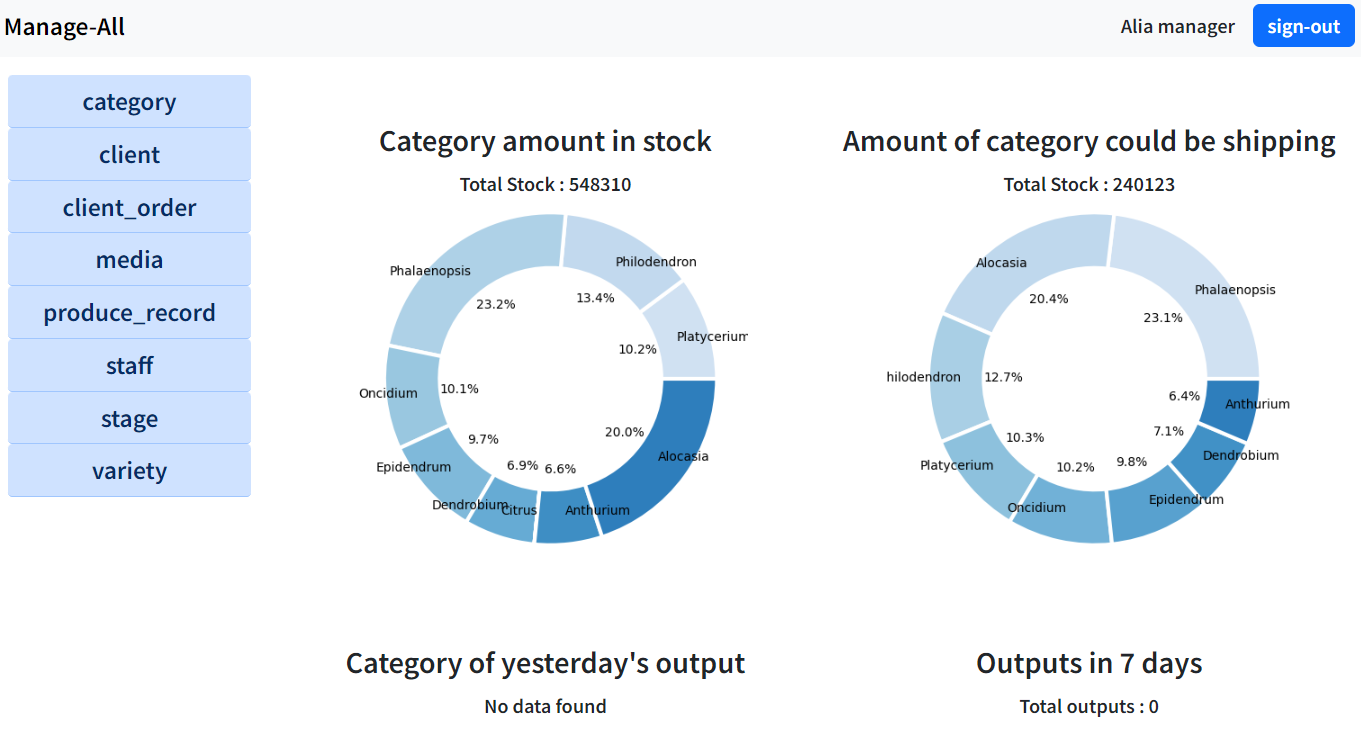 Manage-All
Alia manager
sign-out
category
client
client_order
media
produce_record
staff
stage
variety
Category amount in stock
Total Stock : 548310
Philodendron
Phalaenopsis
23.2%
13.4%
Platycerium
10.2%
10.1%
Oncidium
20.0%
9.7%
Alocasia
Epidendrum
6.9%
6.6%
Dendrobium
Citrus
Anthurium
Amount of category could be shipping
Total Stock : 240123
Alocasia
Phalaenopsis
20.4%
23.1%
hilodendron
12.7%
6.4%
Anthurium
7.1%
10.3%
Dendrobium
Platycerium
10.2%
9.8%
Epidendrum
Oncidium
Category of yesterday's output
No data found
Outputs in 7 days
Total outputs : 0